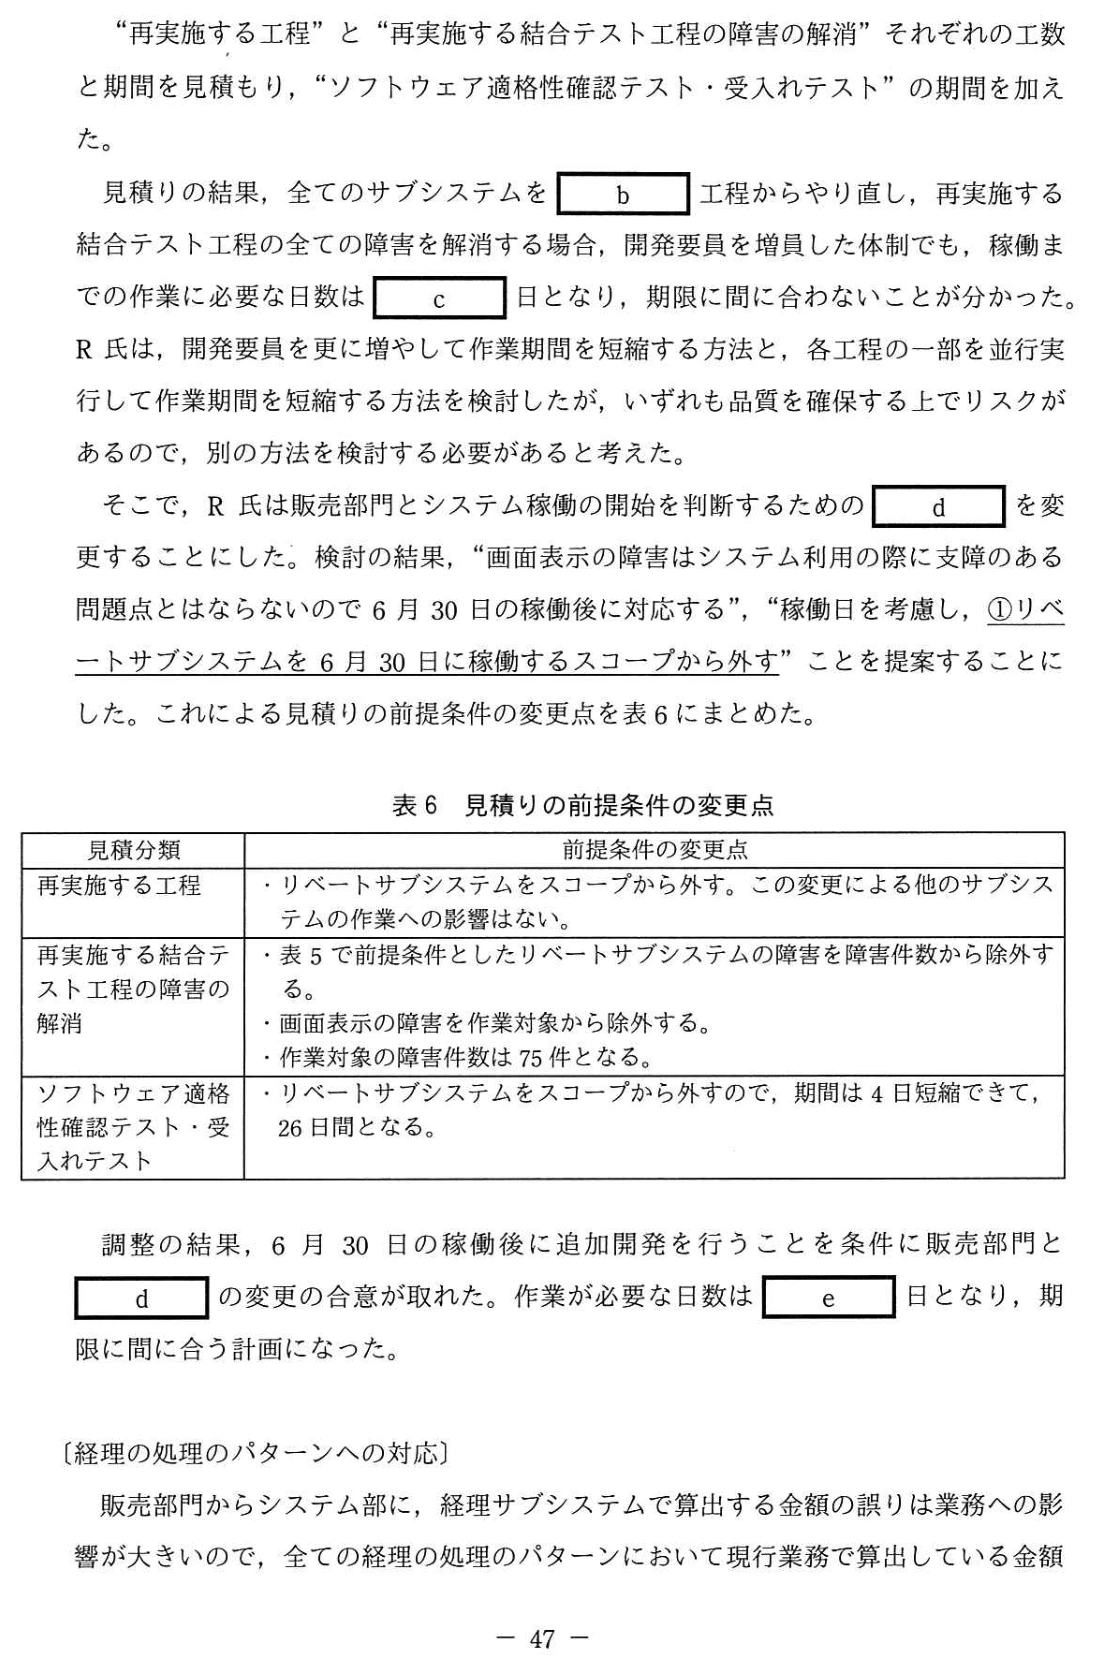 “再実施する工程”と“再実施する結合テスト工程の障害の解消”それぞれの工数
と期間を見積もり，“ソフトウェア適格性確認テスト・受入れテスト”の期間を加え
た。
見積りの結果，全てのサブシステムを b 工程からやり直し，再実施する
結合テスト工程の全ての障害を解消する場合，開発要員を増員した体制でも，稼働ま
での作業に必要な日数は c 日となり，期限に間に合わないことが分かった。
R 氏は，開発要員を更に増やして作業期間を短縮する方法と，各工程の一部を並行実
行して作業期間を短縮する方法を検討したが，いずれも品質を確保する上でリスクが
あるので，別の方法を検討する必要があると考えた。
そこで，R 氏は販売部門とシステム稼働の開始を判断するための d を変
更することにした。検討の結果，“画面表示の障害はシステム利用の際に支障のある
問題点とはならないので 6 月 30 日の稼働後に対応する”，“稼働日を考慮し，①リベ
ートサブシステムを 6 月 30 日に稼働するスコープから外す”ことを提案することに
した。これによる見積りの前提条件の変更点を表 6 にまとめた。
表 6 見積りの前提条件の変更点
見積分類 前提条件の変更点
再実施する工程 ・リベートサブシステムをスコープから外す。この変更による他のサブシス
テムの作業への影響はない。
再実施する結合テ ・表 5 で前提条件としたリベートサブシステムの障害を障害件数から除外す
スト工程の障害の る。
解消 ・画面表示の障害を作業対象から除外する。
・作業対象の障害件数は 75 件となる。
ソフトウェア適格 ・リベートサブシステムをスコープから外すので，期間は 4 日短縮できて，
性確認テスト・受 26 日間となる。
入れテスト
調整の結果，6 月 30 日の稼働後に追加開発を行うことを条件に販売部門と
d の変更の合意が取れた。作業が必要な日数は e 日となり，期
限に間に合う計画になった。
〔経理の処理のパターンへの対応〕
販売部門からシステム部に，経理サブシステムで算出する金額の誤りは業務への影
響が大きいので，全ての経理の処理のパターンにおいて現行業務で算出している金額
－ 47 －